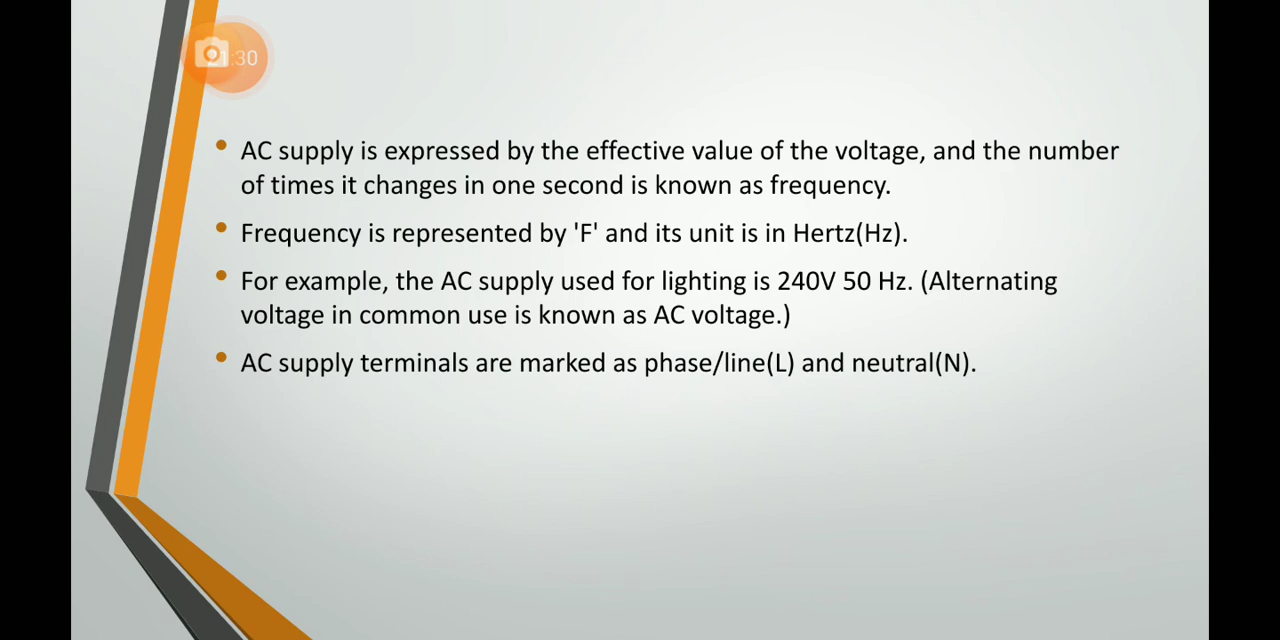 :30
• AC supply is expressed by the effective value of the voltage, and the number
of times it changes in one second is known as frequency.
• Frequency is represented by 'F' and its unit is in Hertz(Hz).
• For example, the AC supply used for lighting is 240V 50 Hz. (Alternating
voltage in common use is known as AC voltage.)
• AC supply terminals are marked as phase/line(L) and neutral(N).